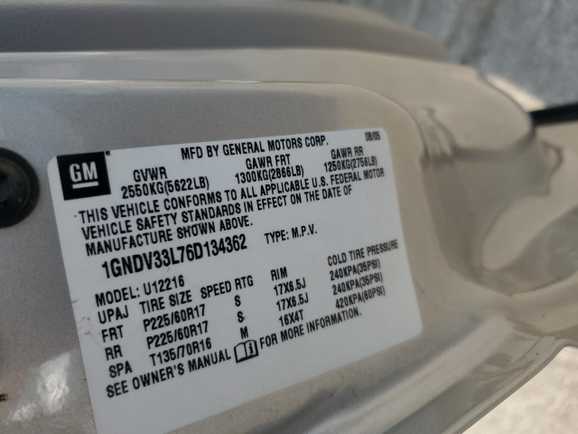 MFD BY GENERAL MOTORS CORP. 08/05
GM
GVWR GAWR FRT GAWR RR
2550KG(5622LB) 1300KG(2866LB) 1250KG(2756LB)
THIS VEHICLE CONFORMS TO ALL APPLICABLE U.S. FEDERAL MOTOR
VEHICLE SAFETY STANDARDS IN EFFECT ON THE DATE OF
MANUFACTURE SHOWN ABOVE.
1GNDV33L76D134362 TYPE: M.P.V.
MODEL: U12216
UPAJ TIRE SIZE SPEED RTG RIM COLD TIRE PRESSURE
FRT P225/60R17 S 17X6.5J 240KPA(35PSI)
RR P225/60R17 S 17X6.5J 240KPA(35PSI)
SPA T135/70R16 M 16X4T 420KPA(60PSI)
SEE OWNER'S MANUAL FOR MORE INFORMATION.